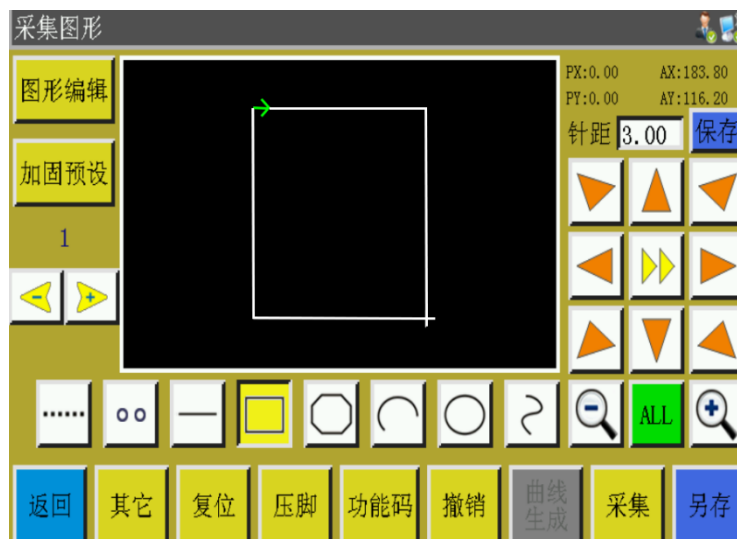 采集图形
图形编辑
PX:0.00 AX:183.80
PY:0.00 AY:116.20
针距 3.00 保存
加固预设
1
ALL
返回 其它 复位 压脚 功能码 撤销 曲线生成 采集 另存